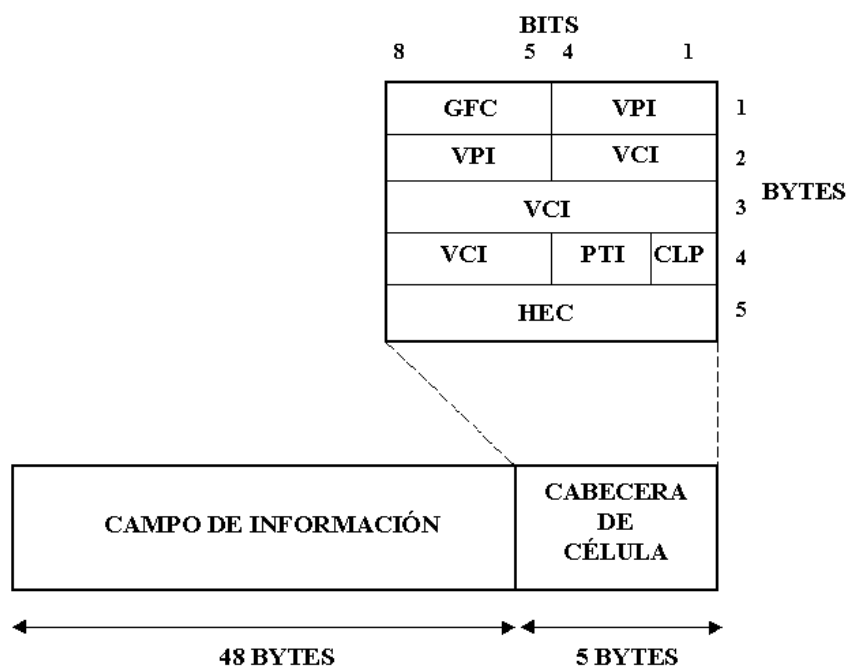 BITS
8 5 4 1
GFC VPI 1
VPI VCI 2
BYTES
VCI 3
VCI PTI CLP 4
HEC 5
CAMPO DE INFORMACIÓN
CABECERA
DE
CÉLULA
48 BYTES 5 BYTES